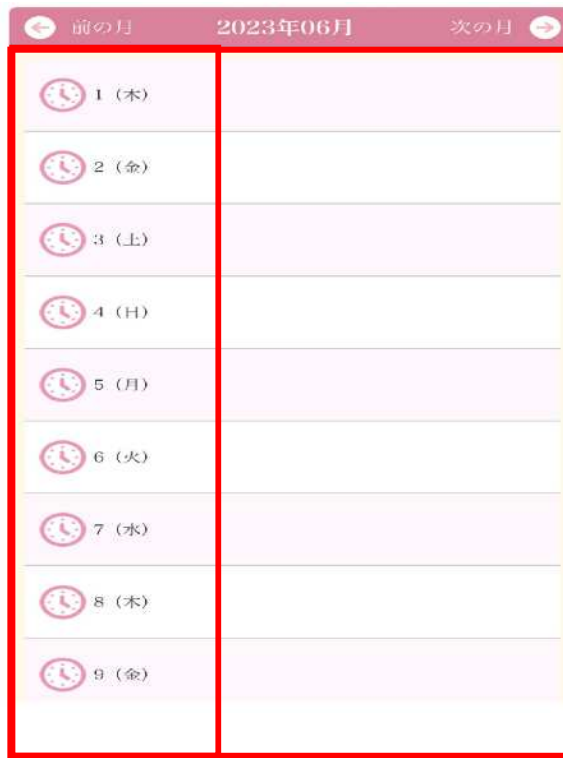 前の月 2023年06月 次の月
1（木）
2（金）
3（土）
4（日）
5（月）
6（火）
7（水）
8（木）
9（金）